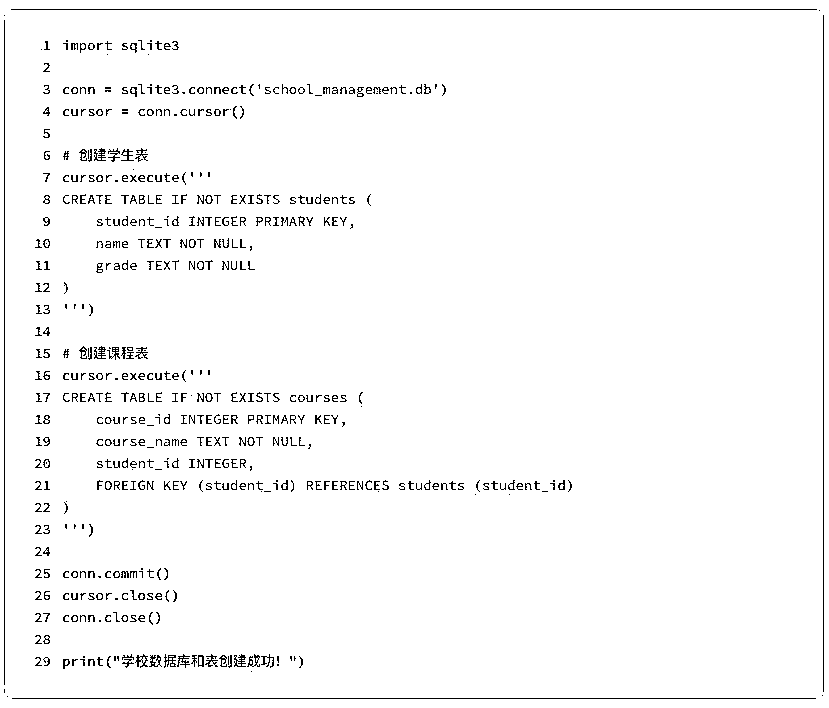 1 import sqlite3
2
3 conn = sqlite3.connect('school_management.db')
4 cursor = conn.cursor()
5
6 # 创建学生表
7 cursor.execute('''
8 CREATE TABLE IF NOT EXISTS students (
9     student_id INTEGER PRIMARY KEY,
10     name TEXT NOT NULL,
11     grade TEXT NOT NULL
12 )
13 ''')
14
15 # 创建课程表
16 cursor.execute('''
17 CREATE TABLE IF NOT EXISTS courses (
18     course_id INTEGER PRIMARY KEY,
19     course_name TEXT NOT NULL,
20     student_id INTEGER,
21     FOREIGN KEY (student_id) REFERENCES students (student_id)
22 )
23 ''')
24
25 conn.commit()
26 cursor.close()
27 conn.close()
28
29 print("学校数据库和表创建成功！")